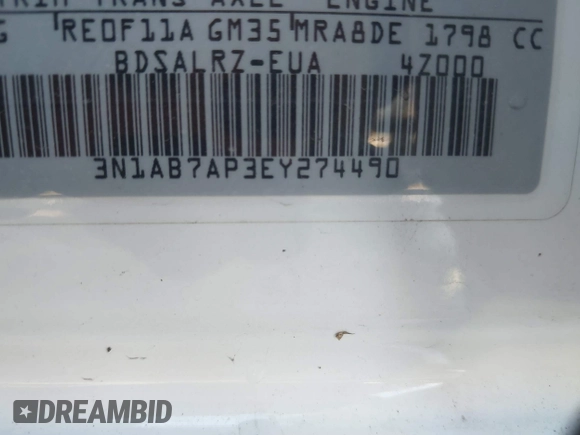 TRIM TRANS AXLE ENGINE
G RE0F11A GM35 MRA8DE 1798 CC
BDSALRZ-EUA 4Z000
3N1AB7AP3EY274490
DREAMBID